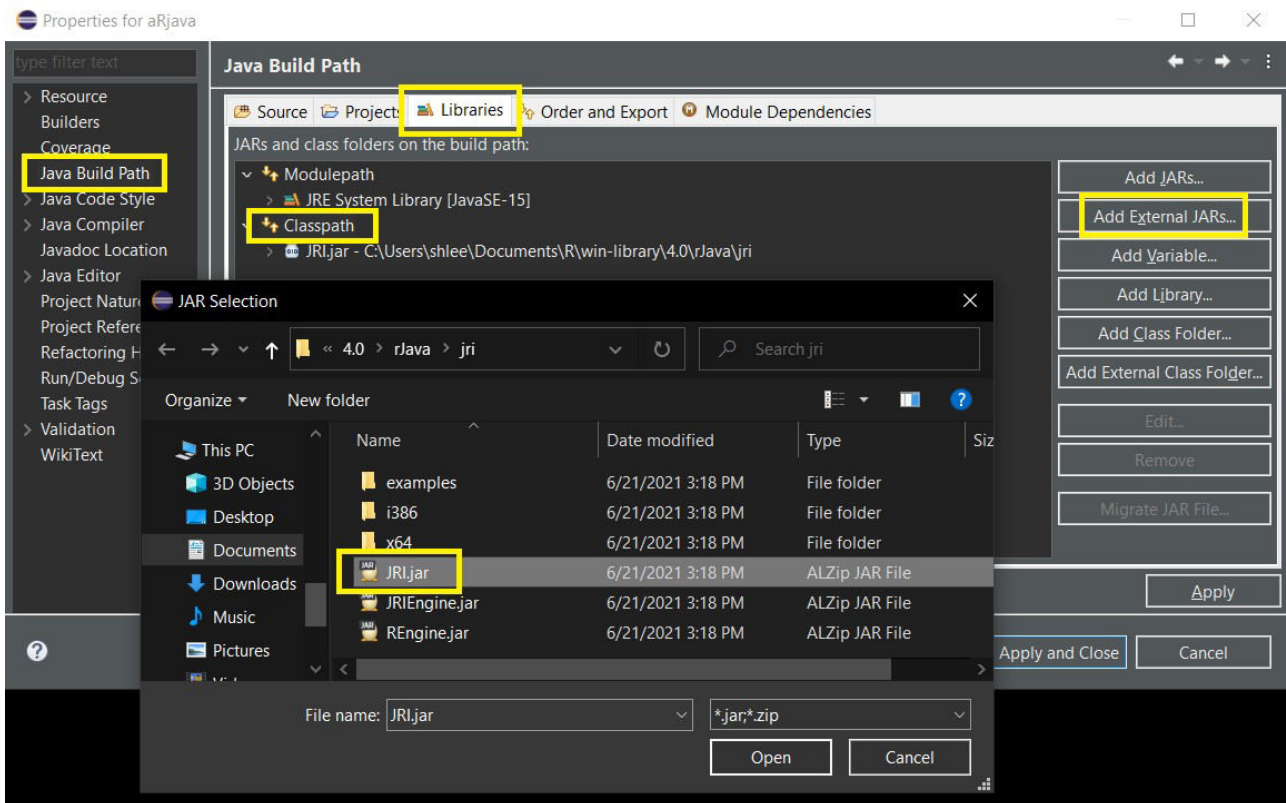 Properties for aRjava
type filter text
Resource
Builders
Coverage
Java Build Path
Java Code Style
Java Compiler
Javadoc Location
Java Editor
Project Nature
Project Refere
Refactoring H
Run/Debug S
Task Tags
Validation
WikiText
Java Build Path
Source Projects Libraries Order and Export Module Dependencies
JARs and class folders on the build path:
Modulepath
JRE System Library [JavaSE-15]
Classpath
JRI.jar - C:\Users\shlee\Documents\R\win-library\4.0\rJava\jri
Add JARs...
Add External JARs...
Add Variable...
Add Library...
Add Class Folder...
Add External Class Folder...
Edit...
Remove
Migrate JAR File...
Apply
Apply and Close Cancel
JAR Selection
« 4.0 > rJava > jri
Search jri
Organize New folder
This PC
3D Objects
Desktop
Documents
Downloads
Music
Pictures
Name Date modified Type Siz
examples 6/21/2021 3:18 PM File folder
i386 6/21/2021 3:18 PM File folder
x64 6/21/2021 3:18 PM File folder
JRI.jar 6/21/2021 3:18 PM ALZip JAR File
JRIEngine.jar 6/21/2021 3:18 PM ALZip JAR File
REngine.jar 6/21/2021 3:18 PM ALZip JAR File
File name: JRI.jar *.jar;*.zip
Open Cancel